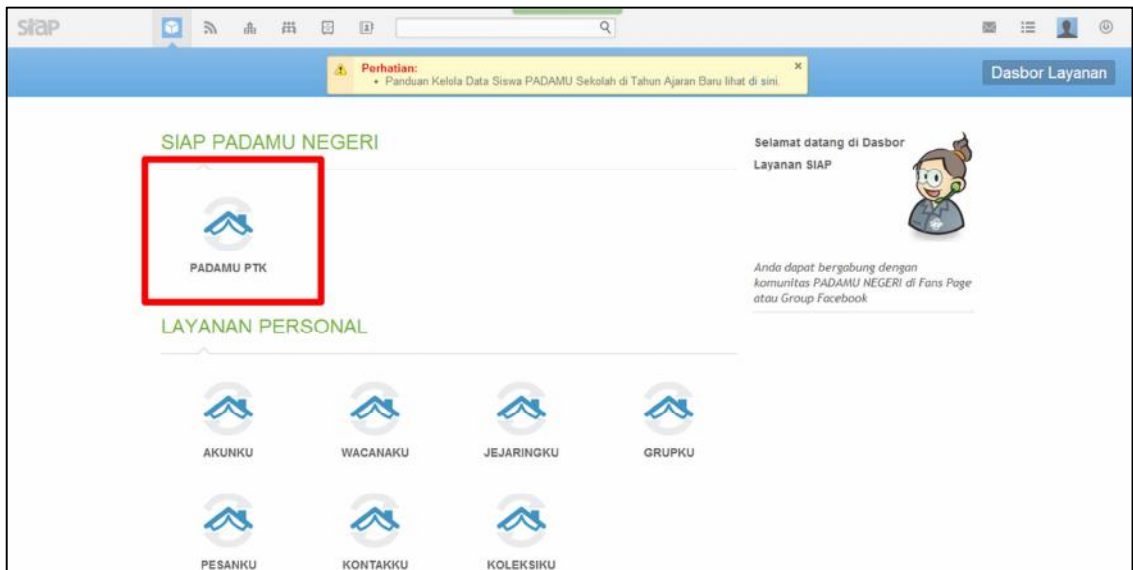 siap
Perhatian:
• Panduan Kelola Data Siswa PADAMU Sekolah di Tahun Ajaran Baru lihat di sini.
Dasbor Layanan
SIAP PADAMU NEGERI
PADAMU PTK
Selamat datang di Dasbor
Layanan SIAP
Anda dapat bergabung dengan
komunitas PADAMU NEGERI di Fans Page
atau Group Facebook
LAYANAN PERSONAL
AKUNKU WACANAKU JEJARINGKU GRUPKU
PESANKU KONTAKKU KOLEKSIKU